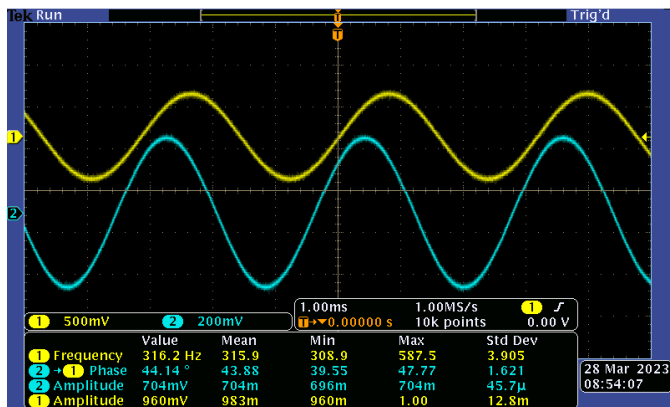 Tek Run Trig'd
T
T
1
2
1 500mV 2 200mV
1.00ms 1.00MS/s 1
T→▼0.00000 s 10k points 0.00 V
Value Mean Min Max Std Dev
1 Frequency 316.2 Hz 315.9 308.9 587.5 3.905
2 →1 Phase 44.14 ° 43.88 39.55 47.77 1.621
2 Amplitude 704mV 704m 696m 704m 45.7µ
1 Amplitude 960mV 983m 960m 1.00 12.8m
28 Mar 2023
08:54:07